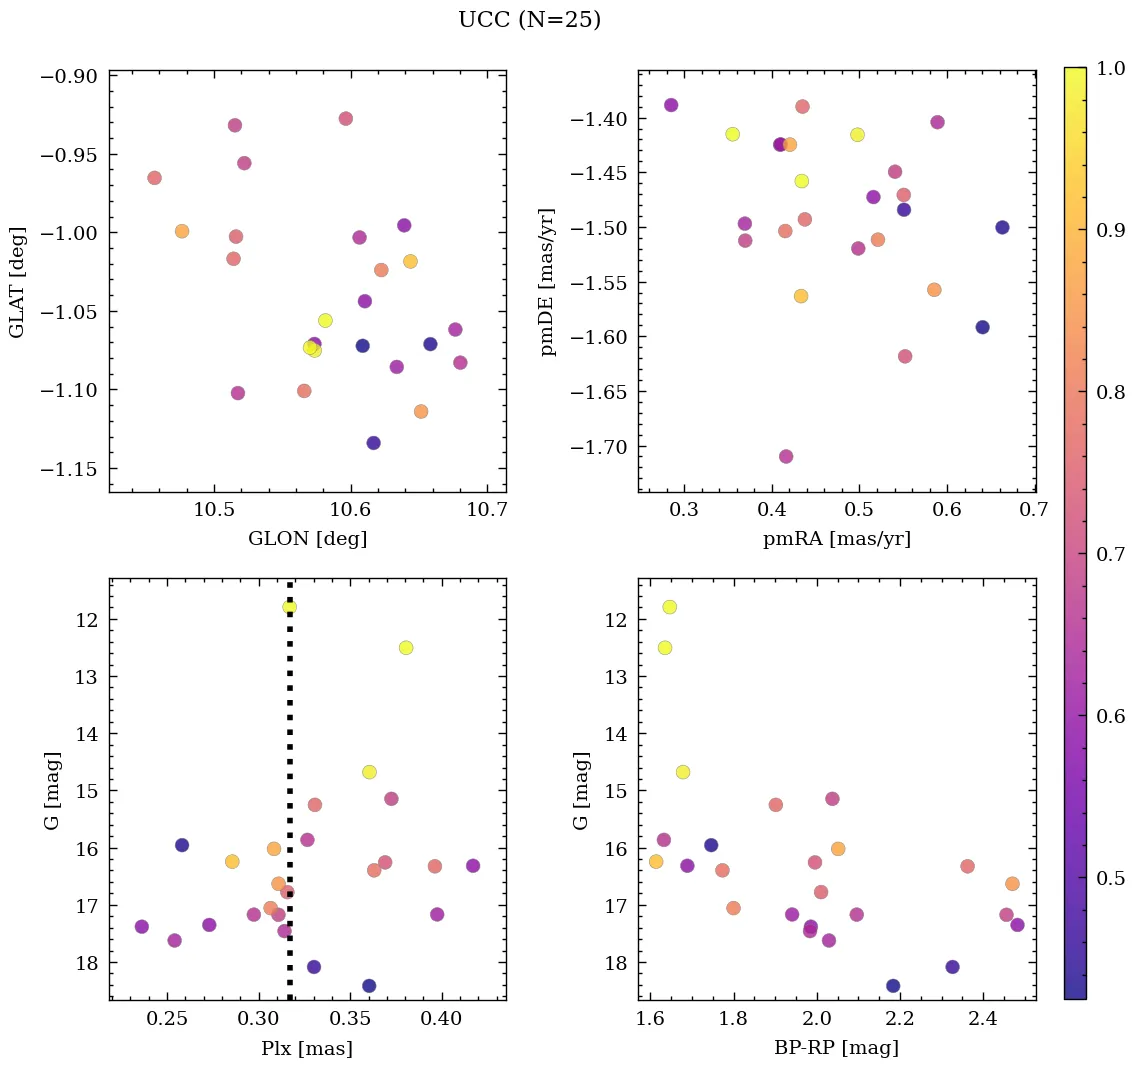 UCC (N=25)
−0.90
−0.95
−1.00
−1.05
−1.10
−1.15
GLAT [deg]
10.5 10.6 10.7
GLON [deg]
−1.40
−1.45
−1.50
−1.55
−1.60
−1.65
−1.70
pmDE [mas/yr]
0.3 0.4 0.5 0.6 0.7
pmRA [mas/yr]
12
13
14
15
16
17
18
G [mag]
0.25 0.30 0.35 0.40
Plx [mas]
12
13
14
15
16
17
18
G [mag]
1.6 1.8 2.0 2.2 2.4
BP-RP [mag]
1.0
0.9
0.8
0.7
0.6
0.5